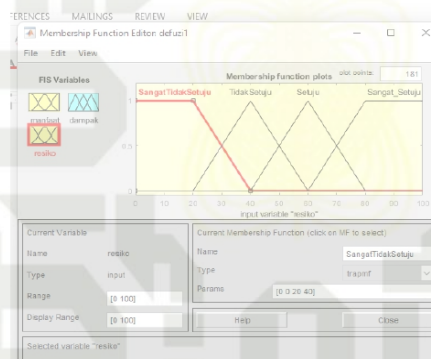 FERENCES MAILINGS REVIEW VIEW
Membership Function Editor: defuzi1
File Edit View
FIS Variables
manfaat dampak
resiko
Membership function plots plot points: 181
SangatTidakSetuju TidakSetuju Setuju Sangat_Setuju
1
0.5
0
0 10 20 30 40 50 60 70 80 90 100
input variable "resiko"
Current Variable
Name resiko
Type input
Range [0 100]
Display Range [0 100]
Current Membership Function (click on MF to select)
Name SangatTidakSetuju
Type trapmf
Params [0 0 20 40]
Help Close
Selected variable "resiko"